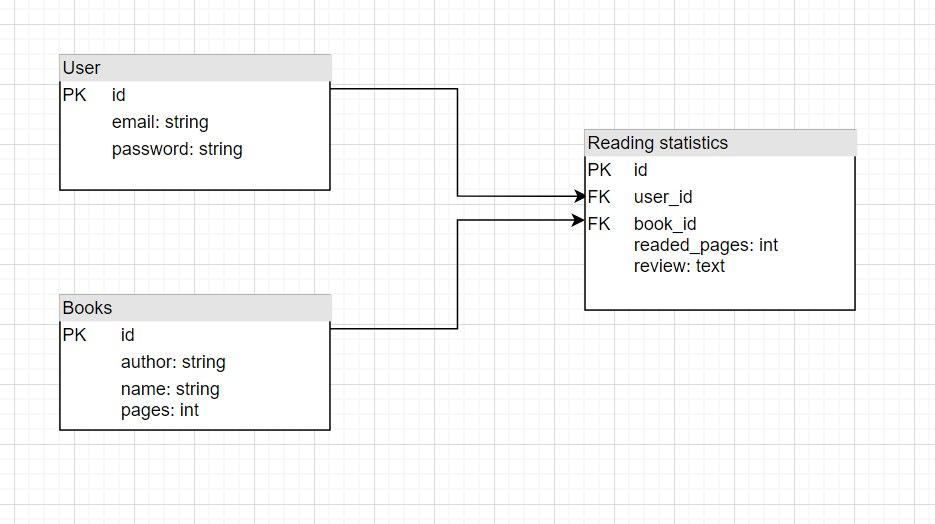 User
PK id
email: string
password: string
Reading statistics
PK id
FK user_id
FK book_id
readed_pages: int
review: text
Books
PK id
author: string
name: string
pages: int